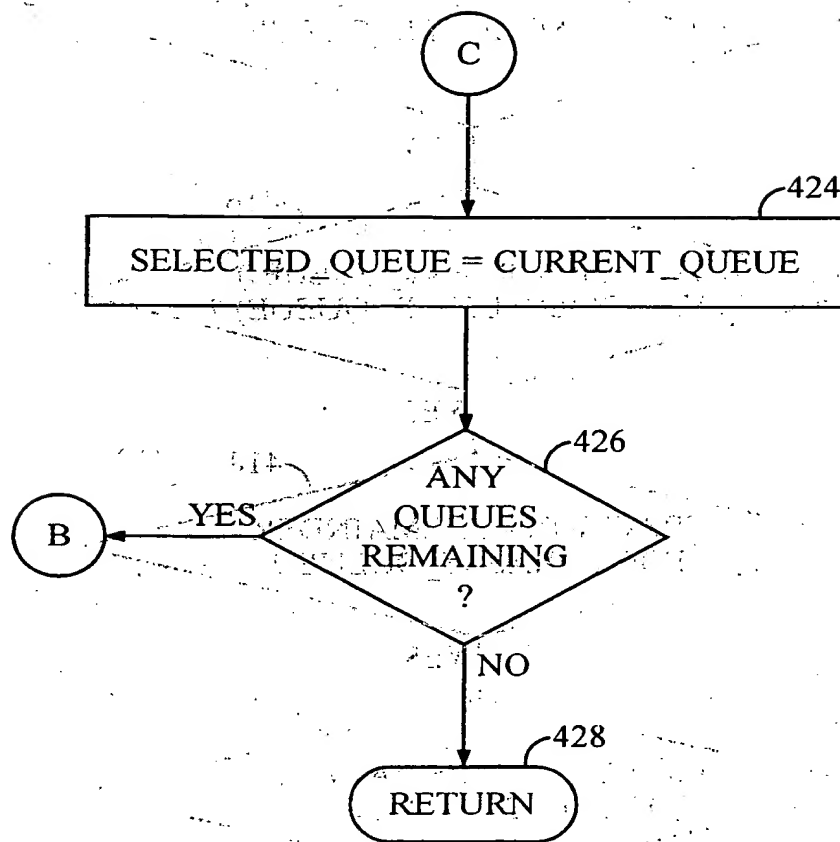 C
424
SELECTED_QUEUE = CURRENT_QUEUE
426
ANY
QUEUES
REMAINING
?
YES
B
NO
428
RETURN